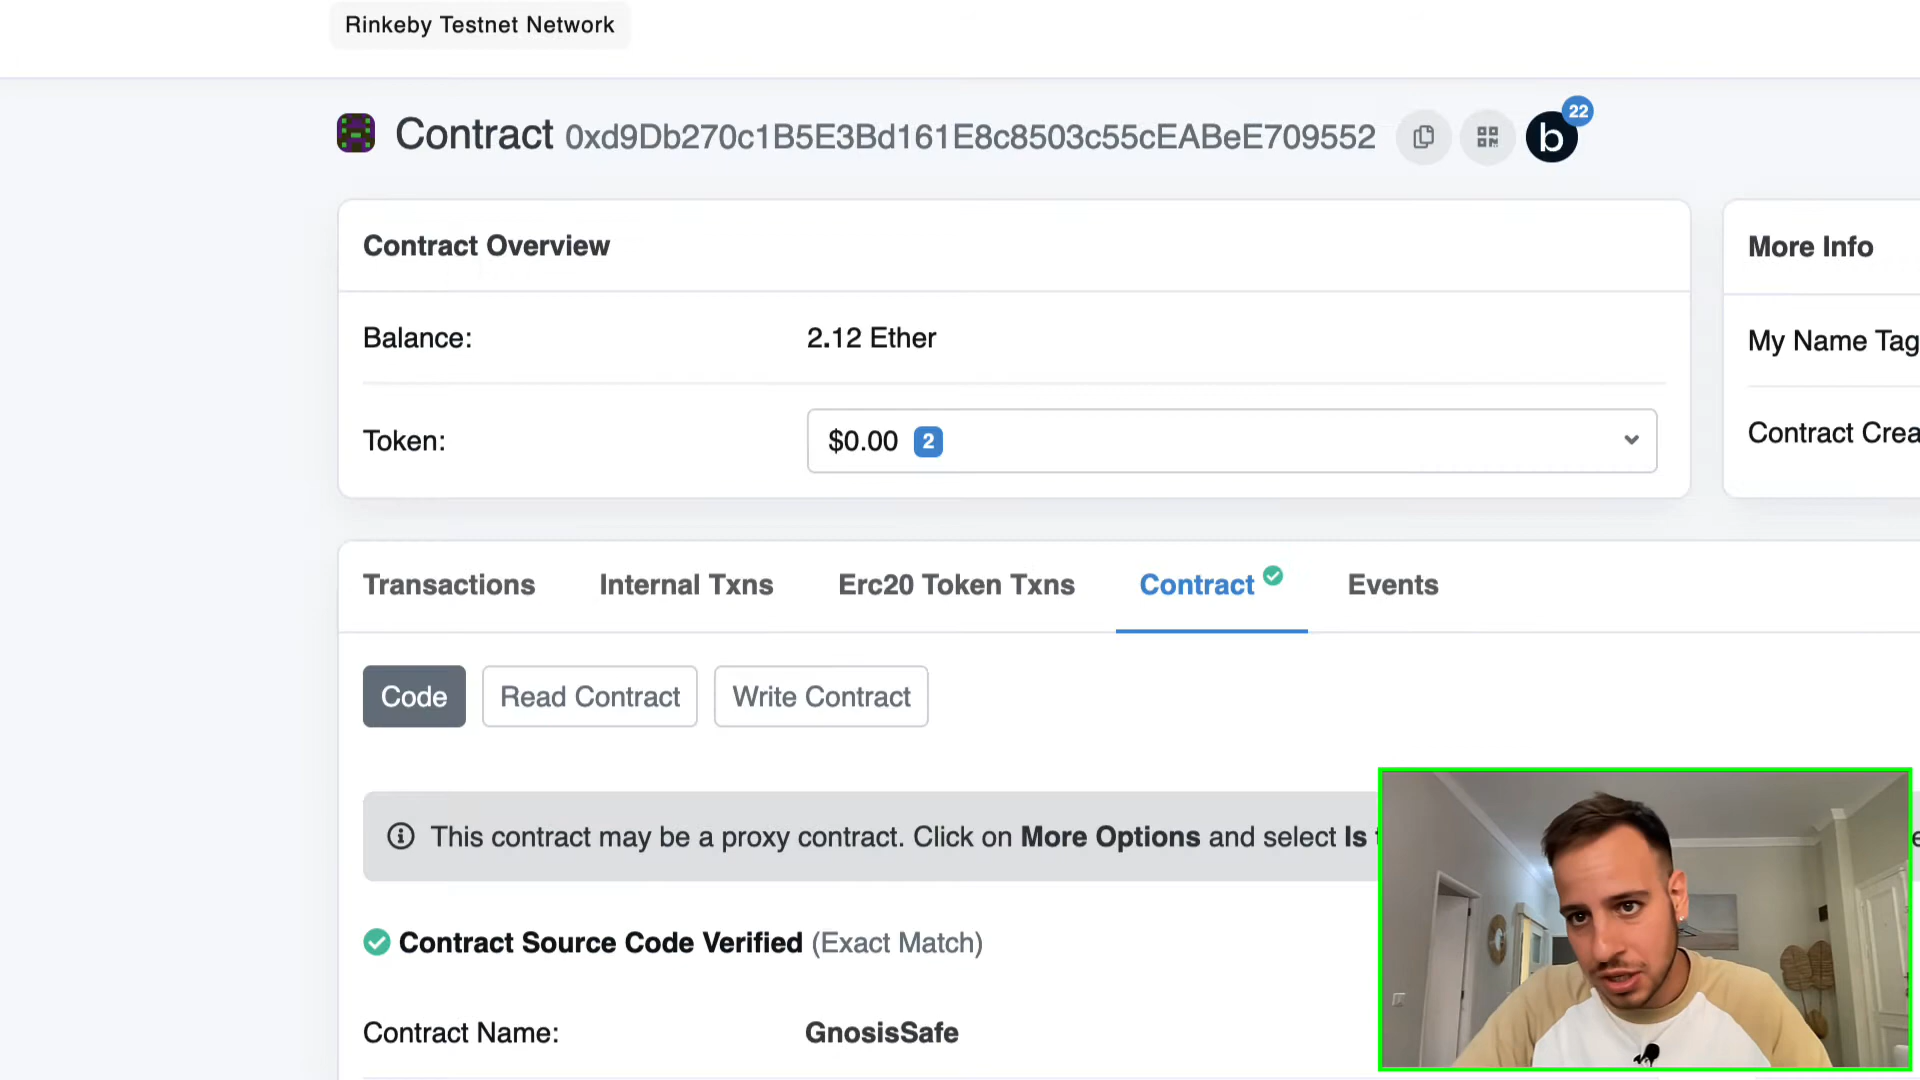 Rinkeby Testnet Network
Contract 0xd9Db270c1B5E3Bd161E8c8503c55cEABeE709552
b
22
Contract Overview
More Info
Balance:
2.12 Ether
My Name Tag
Token:
$0.00 2
Contract Crea
Transactions
Internal Txns
Erc20 Token Txns
Contract
Events
Code
Read Contract
Write Contract
This contract may be a proxy contract. Click on More Options and select Is
Contract Source Code Verified (Exact Match)
Contract Name:
GnosisSafe